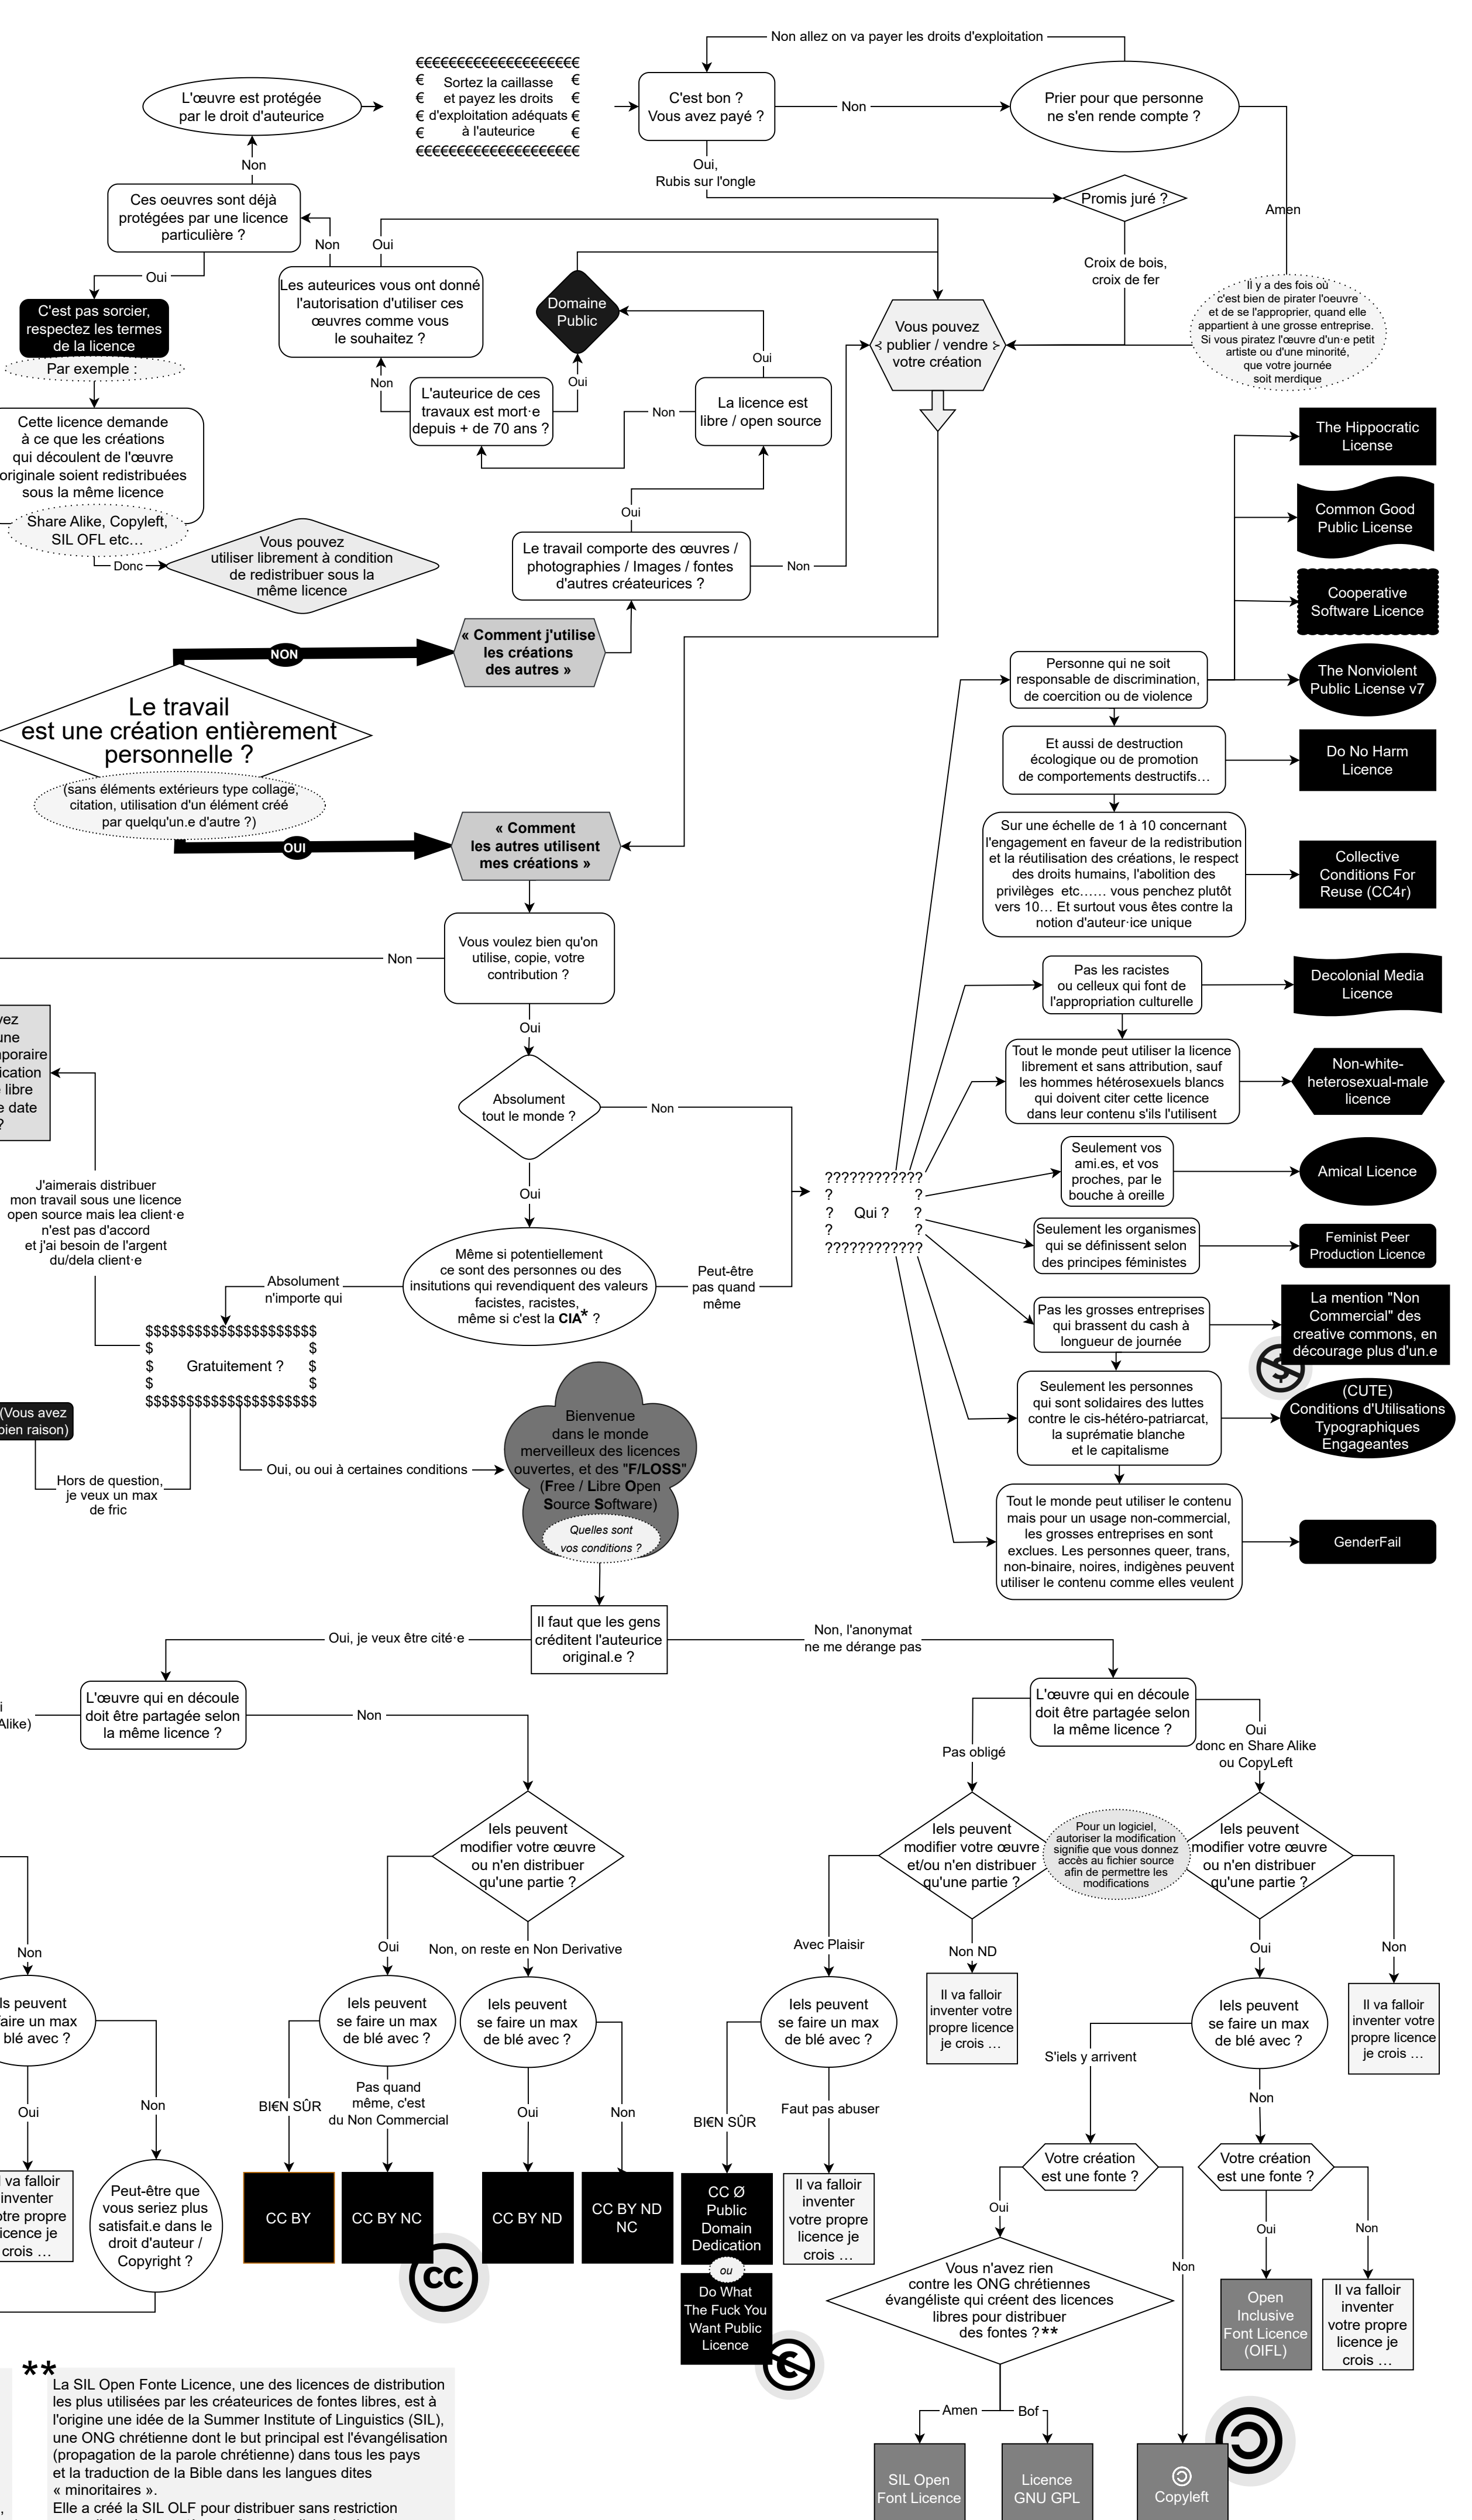 Non allez on va payer les droits d'exploitation
L'œuvre est protégée
par le droit d'auteurice
€€€€€€€€€€€€€€€€€€€€
€ Sortez la caillasse €
€ et payez les droits €
€ d'exploitation adéquats €
€ à l'auteurice €
€€€€€€€€€€€€€€€€€€€€
C'est bon ?
Vous avez payé ?
Non
Prier pour que personne
ne s'en rende compte ?
Non
Oui,
Rubis sur l'ongle
Promis juré ?
Amen
Ces oeuvres sont déjà
protégées par une licence
particulière ?
Non
Oui
Oui
Croix de bois,
croix de fer
C'est pas sorcier,
respectez les termes
de la licence
Par exemple :
Les auteurices vous ont donné
l'autorisation d'utiliser ces
œuvres comme vous
le souhaitez ?
Domaine
Public
Vous pouvez
publier / vendre
votre création
Il y a des fois où
c'est bien de pirater l'oeuvre
et de se l'approprier, quand elle
appartient à une grosse entreprise.
Si vous piratez l'œuvre d'un·e petit
artiste ou d'une minorité,
que votre journée
soit merdique
Non
Oui
Oui
L'auteurice de ces
travaux est mort·e
depuis + de 70 ans ?
Non
La licence est
libre / open source
Cette licence demande
à ce que les créations
qui découlent de l'œuvre
originale soient redistribuées
sous la même licence
Share Alike, Copyleft,
SIL OFL etc…
Donc
Vous pouvez
utiliser librement à condition
de redistribuer sous la
même licence
Oui
Le travail comporte des œuvres /
photographies / Images / fontes
d'autres créateurices ?
Non
The Hippocratic
License
Common Good
Public License
Cooperative
Software Licence
NON
« Comment j'utilise
les créations
des autres »
Le travail
est une création entièrement
personnelle ?
(sans éléments extérieurs type collage,
citation, utilisation d'un élément créé
par quelqu'un.e d'autre ?)
OUI
« Comment
les autres utilisent
mes créations »
Personne qui ne soit
responsable de discrimination,
de coercition ou de violence
The Nonviolent
Public License v7
Et aussi de destruction
écologique ou de promotion
de comportements destructifs…
Do No Harm
Licence
Sur une échelle de 1 à 10 concernant
l'engagement en faveur de la redistribution
et la réutilisation des créations, le respect
des droits humains, l'abolition des
privilèges etc…… vous penchez plutôt
vers 10… Et surtout vous êtes contre la
notion d'auteur·ice unique
Collective
Conditions For
Reuse (CC4r)
Non
Vous voulez bien qu'on
utilise, copie, votre
contribution ?
Oui
Pas les racistes
ou celleux qui font de
l'appropriation culturelle
Decolonial Media
Licence
Tout le monde peut utiliser la licence
librement et sans attribution, sauf
les hommes hétérosexuels blancs
qui doivent citer cette licence
dans leur contenu s'ils l'utilisent
Non-white-
heterosexual-male
licence
vez
une
mporaire
ication
libre
e date
?
Absolument
tout le monde ?
Non
Oui
Seulement vos
ami.es, et vos
proches, par le
bouche à oreille
Amical Licence
????????????
? ?
? Qui ? ?
? ?
????????????
J'aimerais distribuer
mon travail sous une licence
open source mais lea client·e
n'est pas d'accord
et j'ai besoin de l'argent
du/dela client·e
Seulement les organismes
qui se définissent selon
des principes féministes
Feminist Peer
Production Licence
Absolument
n'importe qui
Même si potentiellement
ce sont des personnes ou des
insitutions qui revendiquent des valeurs
facistes, racistes,
même si c'est la CIA* ?
Peut-être
pas quand
même
Pas les grosses entreprises
qui brassent du cash à
longueur de journée
La mention "Non
Commercial" des
creative commons, en
décourage plus d'un.e
$
$$$$$$$$$$$$$$$$$$$$
$ $
$ Gratuitement ? $
$ $
$$$$$$$$$$$$$$$$$$$$
(Vous avez
bien raison)
Hors de question,
je veux un max
de fric
Oui, ou oui à certaines conditions
Bienvenue
dans le monde
merveilleux des licences
ouvertes, et des "F/LOSS"
(Free / Libre Open
Source Software)
Quelles sont
vos conditions ?
Seulement les personnes
qui sont solidaires des luttes
contre le cis-hétéro-patriarcat,
la suprématie blanche
et le capitalisme
(CUTE)
Conditions d'Utilisations
Typographiques
Engageantes
Tout le monde peut utiliser le contenu
mais pour un usage non-commercial,
les grosses entreprises en sont
exclues. Les personnes queer, trans,
non-binaire, noires, indigènes peuvent
utiliser le contenu comme elles veulent
GenderFail
Oui, je veux être cité·e
Il faut que les gens
créditent l'auteurice
original.e ?
Non, l'anonymat
ne me dérange pas
i
Alike)
L'œuvre qui en découle
doit être partagée selon
la même licence ?
Non
L'œuvre qui en découle
doit être partagée selon
la même licence ?
Pas obligé
Oui
donc en Share Alike
ou CopyLeft
Iels peuvent
modifier votre œuvre
ou n'en distribuer
qu'une partie ?
Iels peuvent
modifier votre œuvre
et/ou n'en distribuer
qu'une partie ?
Pour un logiciel,
autoriser la modification
signifie que vous donnez
accès au fichier source
afin de permettre les
modifications
Iels peuvent
modifier votre œuvre
ou n'en distribuer
qu'une partie ?
Non
Oui
Non, on reste en Non Derivative
Avec Plaisir
Non ND
Oui
Non
Iels peuvent
se faire un max
de blé avec ?
Iels peuvent
se faire un max
de blé avec ?
Iels peuvent
se faire un max
de blé avec ?
Iels peuvent
se faire un max
de blé avec ?
Il va falloir
inventer votre
propre licence
je crois …
Iels peuvent
se faire un max
de blé avec ?
Il va falloir
inventer votre
propre licence
je crois …
Oui
Non
BI€N SÛR
Pas quand
même, c'est
du Non Commercial
Oui
Non
BI€N SÛR
Faut pas abuser
S'iels y arrivent
Non
Il va falloir
inventer
votre propre
licence je
crois …
Peut-être que
vous seriez plus
satisfait.e dans le
droit d'auteur /
Copyright ?
CC BY
CC BY NC
CC BY ND
CC BY ND
NC
CC Ø
Public
Domain
Dedication
ou
Do What
The Fuck You
Want Public
Licence
Il va falloir
inventer
votre propre
licence je
crois …
cc
Votre création
est une fonte ?
Votre création
est une fonte ?
Oui
Non
Oui
Non
Vous n'avez rien
contre les ONG chrétiennes
évangéliste qui créent des licences
libres pour distribuer
des fontes ?**
Open
Inclusive
Font Licence
(OIFL)
Il va falloir
inventer
votre propre
licence je
crois …
Amen
Bof
SIL Open
Font Licence
Licence
GNU GPL
Copyleft
**
La SIL Open Fonte Licence, une des licences de distribution
les plus utilisées par les créateurices de fontes libres, est à
l'origine une idée de la Summer Institute of Linguistics (SIL),
une ONG chrétienne dont le but principal est l'évangélisation
(propagation de la parole chrétienne) dans tous les pays
et la traduction de la Bible dans les langues dites
« minoritaires ».
Elle a créé la SIL OLF pour distribuer sans restriction